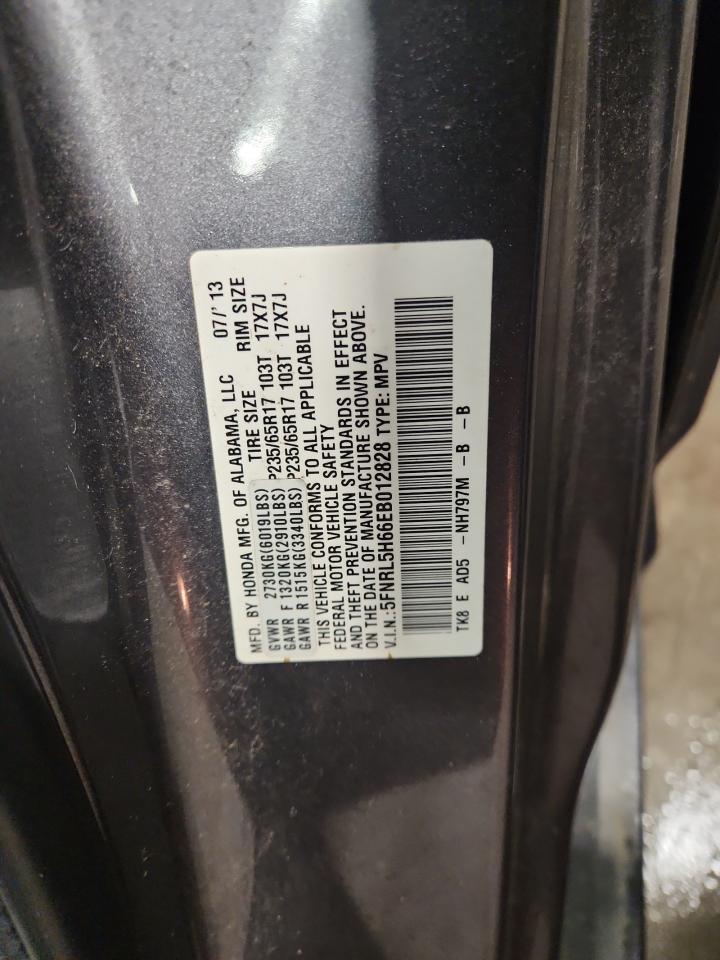 MFD. BY HONDA MFG. OF ALABAMA, LLC 07/'13
TIRE SIZE RIM SIZE
GVWR 2730KG(6019LBS)
GAWR F 1320KG(2910LBS) P235/65R17 103T 17X7J
GAWR R 1515KG(3340LBS) P235/65R17 103T 17X7J
THIS VEHICLE CONFORMS TO ALL APPLICABLE
FEDERAL MOTOR VEHICLE SAFETY
AND THEFT PREVENTION STANDARDS IN EFFECT
ON THE DATE OF MANUFACTURE SHOWN ABOVE.
V.I.N.:5FNRL5H66EB012828 TYPE: MPV
TK8 E AD5 -NH797M -B -B